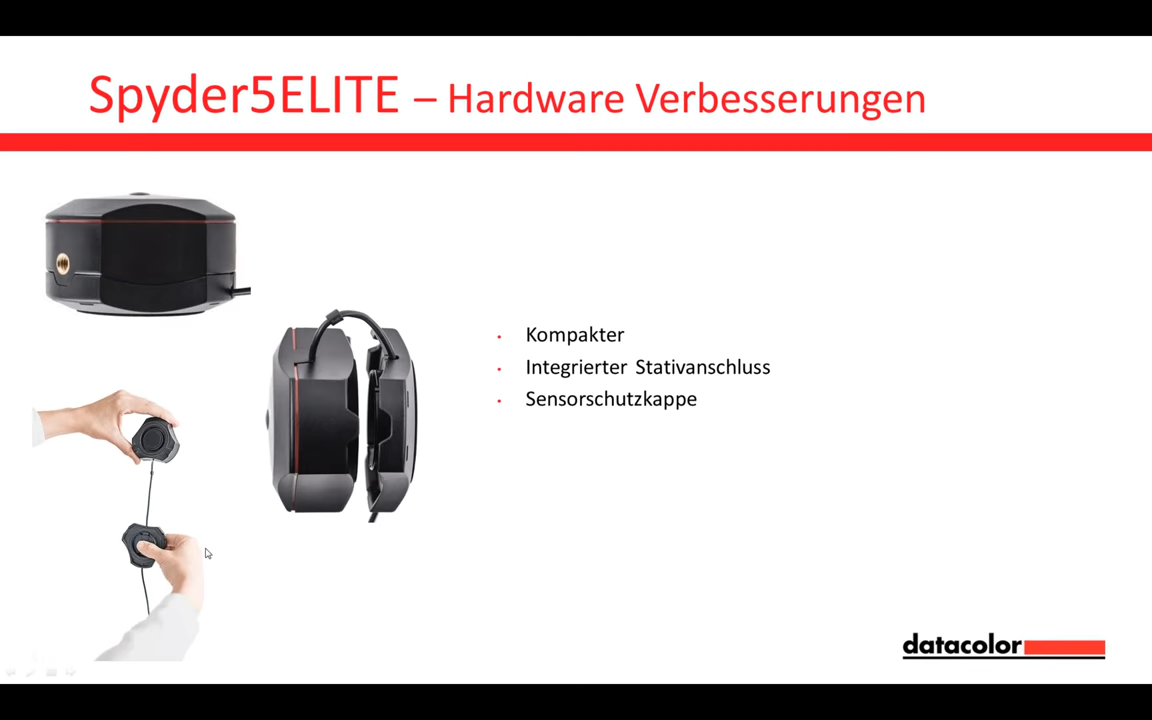 Spyder5ELITE – Hardware Verbesserungen
• Kompakter
• Integrierter Stativanschluss
• Sensorschutzkappe
datacolor